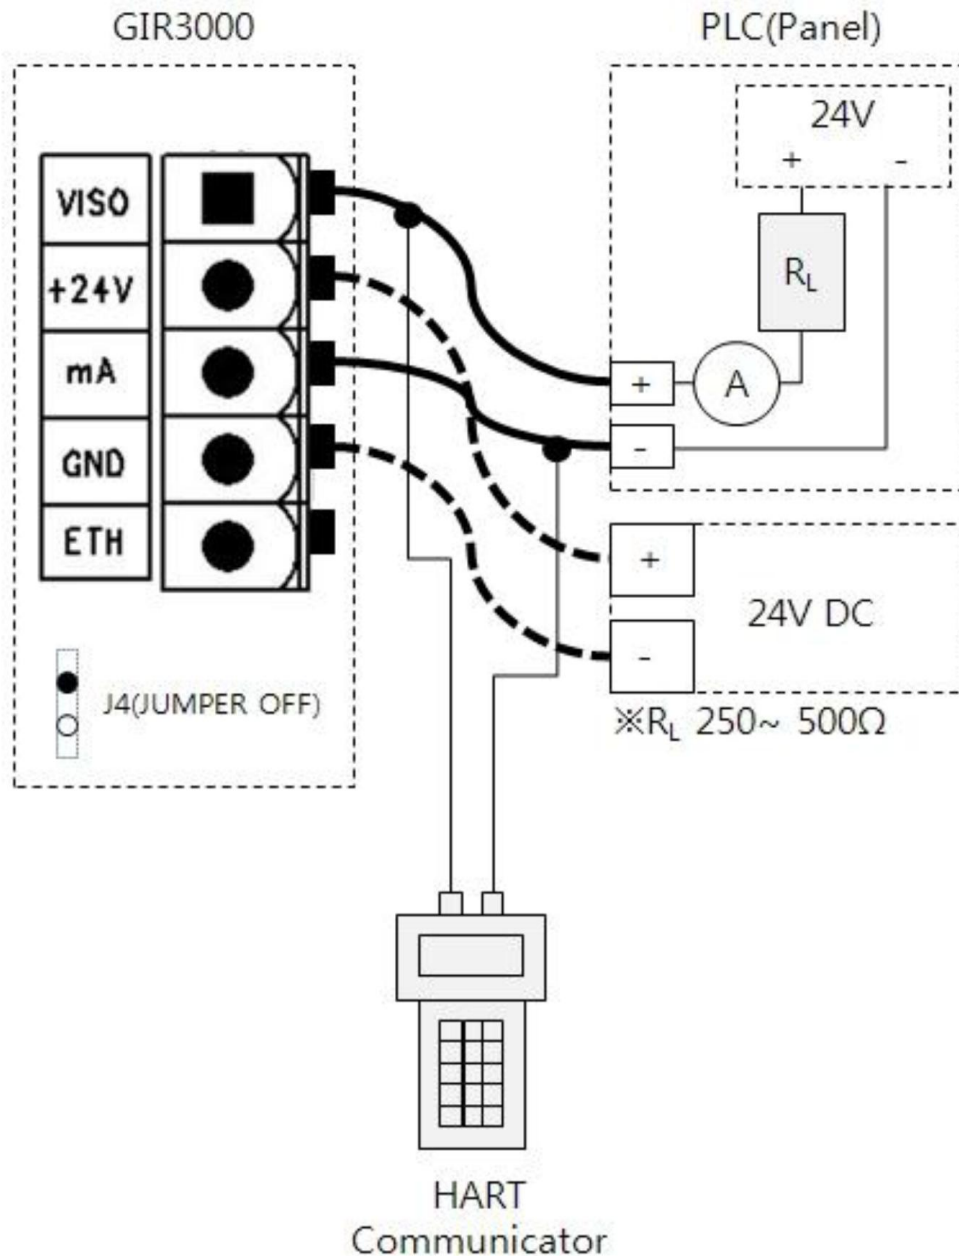 GIR3000
PLC(Panel)
24V
+ -
VISO
+24V
RL
mA
+
A
-
GND
ETH
+
24V DC
-
J4(JUMPER OFF)
※RL 250~ 500Ω
HART
Communicator